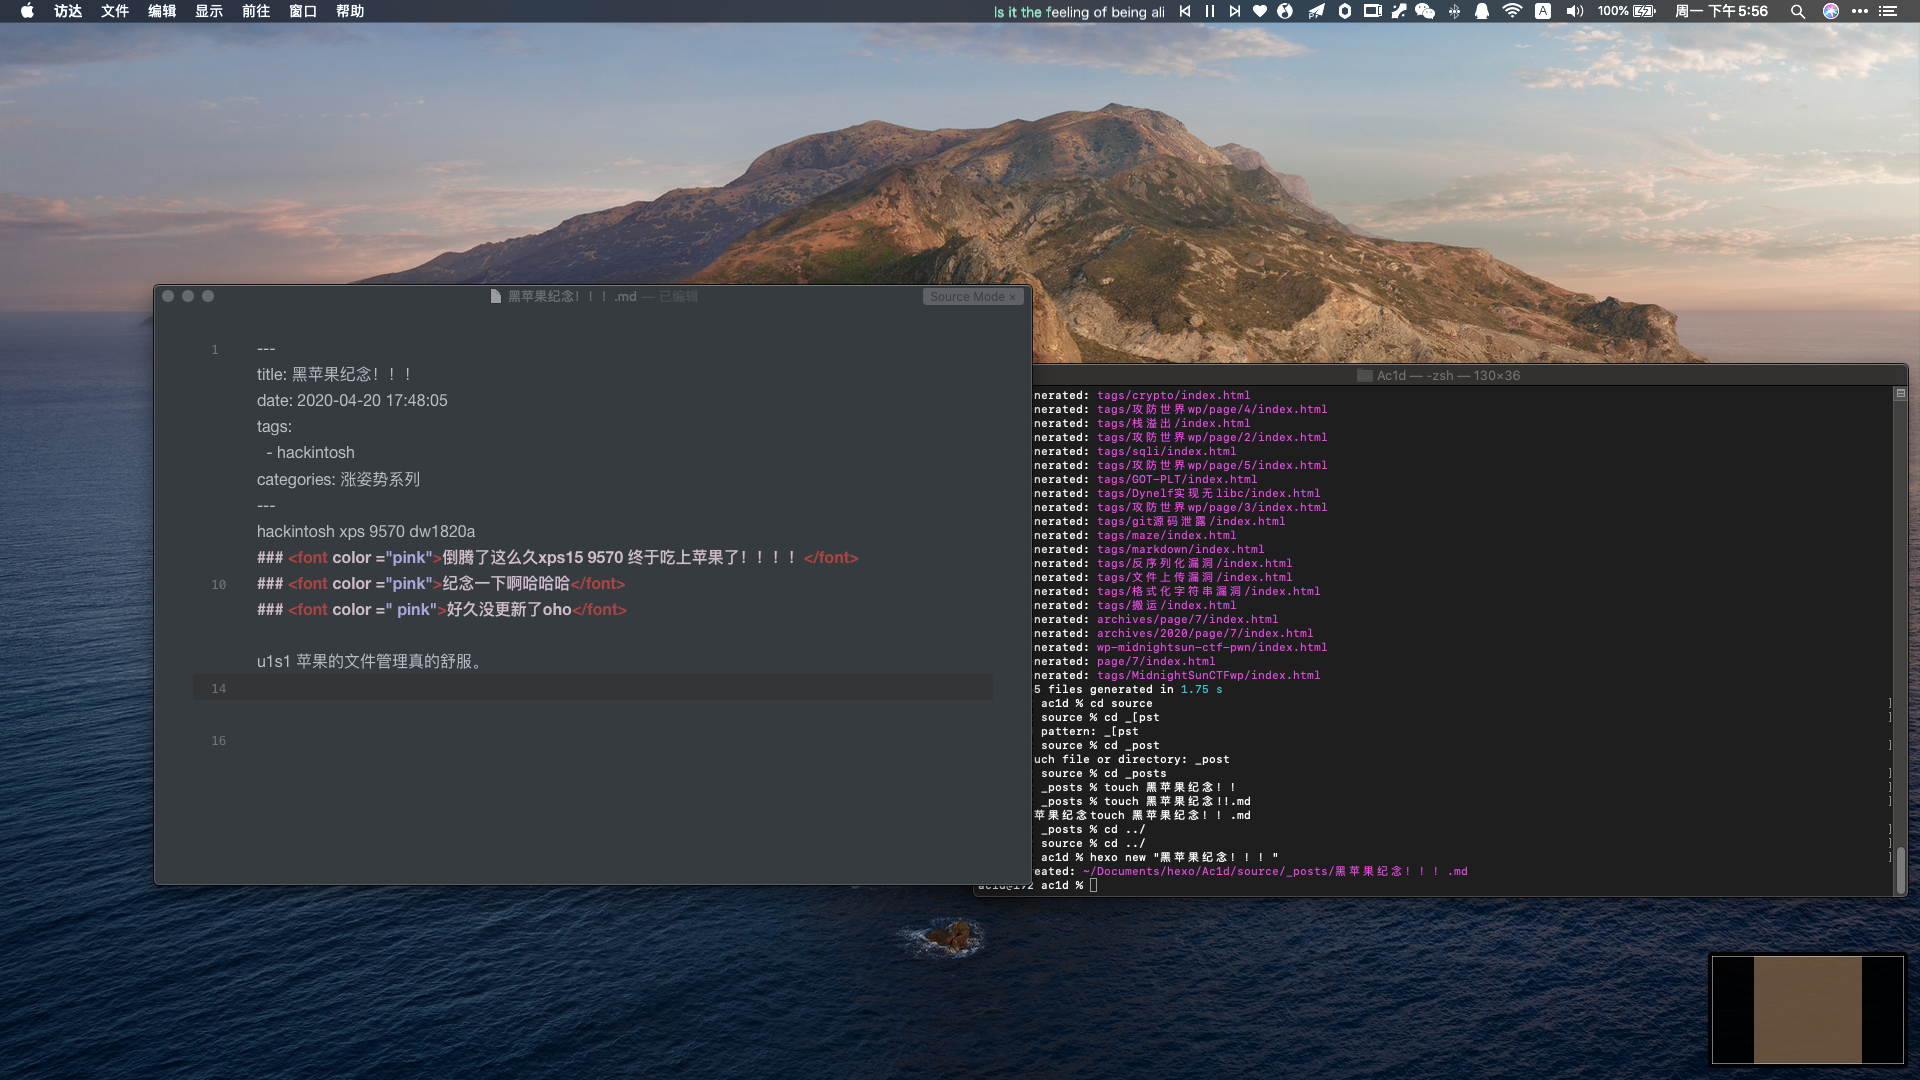 访达 文件 编辑 显示 前往 窗口 帮助
Is it the feeling of being ali
A
100%
周一 下午5:56
黑苹果纪念！！！.md — 已编辑
Source Mode ×
1 ---
title: 黑苹果纪念！！！
date: 2020-04-20 17:48:05
tags:
- hackintosh
categories: 涨姿势系列
---
hackintosh xps 9570 dw1820a
### <font color ="pink">倒腾了这么久xps15 9570 终于吃上苹果了！！！！</font>
10 ### <font color ="pink">纪念一下啊哈哈哈</font>
### <font color =" pink">好久没更新了oho</font>
u1s1 苹果的文件管理真的舒服。
14
16
Ac1d — -zsh — 130×36
nerated: tags/crypto/index.html
nerated: tags/攻防世界wp/page/4/index.html
nerated: tags/栈溢出/index.html
nerated: tags/攻防世界wp/page/2/index.html
nerated: tags/sqli/index.html
nerated: tags/攻防世界wp/page/5/index.html
nerated: tags/GOT-PLT/index.html
nerated: tags/Dynelf实现无libc/index.html
nerated: tags/攻防世界wp/page/3/index.html
nerated: tags/git源码泄露/index.html
nerated: tags/maze/index.html
nerated: tags/markdown/index.html
nerated: tags/反序列化漏洞/index.html
nerated: tags/文件上传漏洞/index.html
nerated: tags/格式化字符串漏洞/index.html
nerated: tags/搬运/index.html
nerated: archives/page/7/index.html
nerated: archives/2020/page/7/index.html
nerated: wp-midnightsun-ctf-pwn/index.html
nerated: page/7/index.html
nerated: tags/MidnightSunCTFwp/index.html
5 files generated in 1.75 s
ac1d % cd source ]
source % cd _[pst ]
pattern: _[pst
source % cd _post ]
uch file or directory: _post
source % cd _posts ]
_posts % touch 黑苹果纪念！！ ]
_posts % touch 黑苹果纪念!!.md ]
苹果纪念touch 黑苹果纪念！！.md
_posts % cd ../ ]
source % cd ../ ]
ac1d % hexo new "黑苹果纪念！！！" ]
eated: ~/Documents/hexo/Ac1d/source/_posts/黑苹果纪念！！！.md
ac1d %